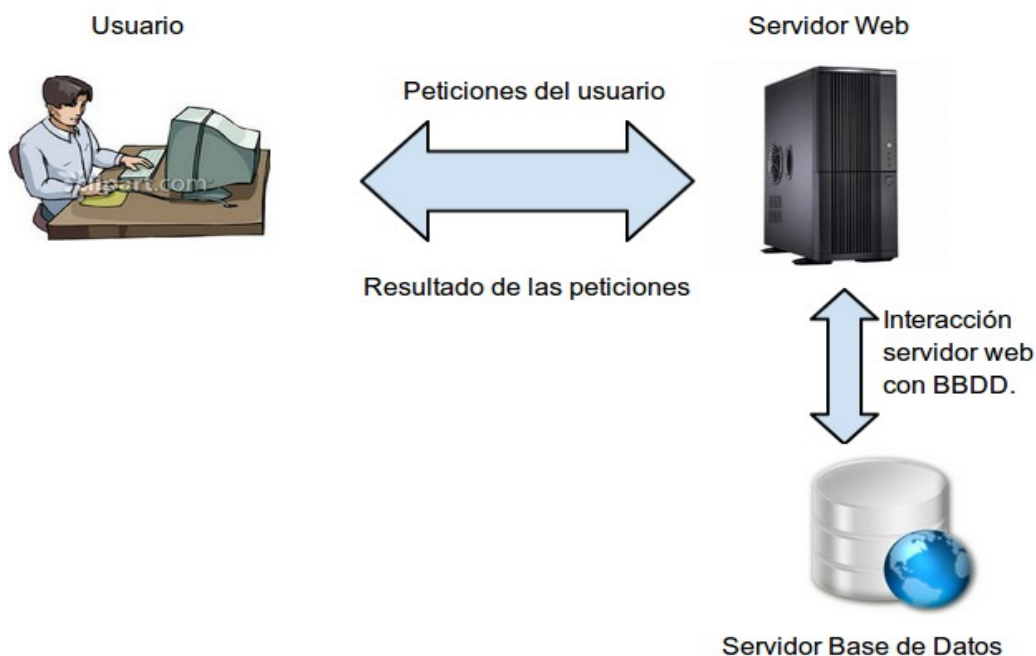 Usuario
Servidor Web
Peticiones del usuario
Resultado de las peticiones
Interacción
servidor web
con BBDD.
Servidor Base de Datos